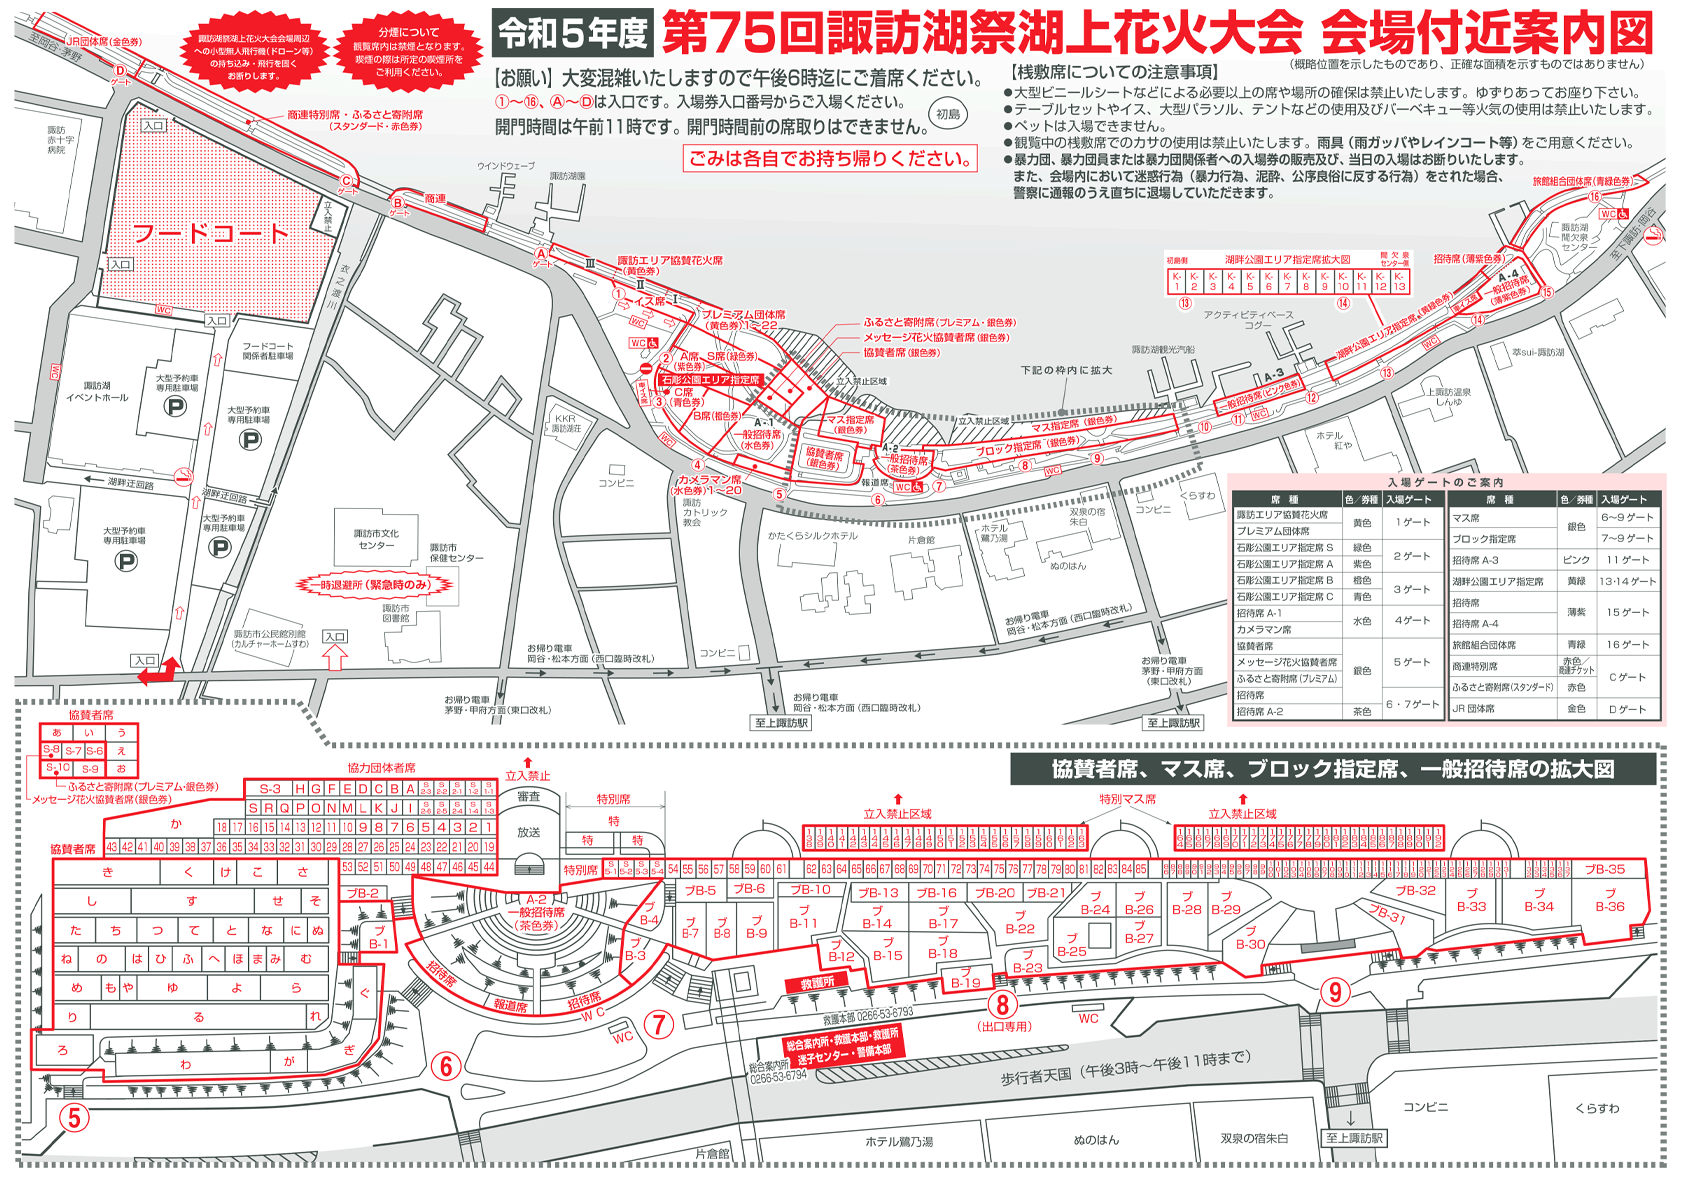 令和5年度 第75回諏訪湖祭湖上花火大会 会場付近案内図
(概略位置を示したものであり、正確な面積を示すものではありません)
諏訪湖祭湖上花火大会会場周辺
への小型無人飛行機(ドローン等)
の持ち込み・飛行を固く
お断りします。
分煙について
観覧席内は禁煙となります。
喫煙の際は所定の喫煙所を
ご利用ください。
【お願い】大変混雑いたしますので午後6時迄にご着席ください。
①〜⑯、Ⓐ〜Ⓓは入口です。入場券入口番号からご入場ください。
開門時間は午前11時です。開門時間前の席取りはできません。
ごみは各自でお持ち帰りください。
初島
【桟敷席についての注意事項】
●大型ビニールシートなどによる必要以上の席や場所の確保は禁止いたします。ゆずりあってお座り下さい。
●テーブルセットやイス、大型パラソル、テントなどの使用及びバーベキュー等火気の使用は禁止いたします。
●ペットは入場できません。
●観覧中の桟敷席でのカサの使用は禁止いたします。雨具(雨ガッパやレインコート等)をご用意ください。
●暴力団、暴力団員または暴力団関係者への入場券の販売及び、当日の入場はお断りいたします。
また、会場内において迷惑行為(暴力行為、泥酔、公序良俗に反する行為)をされた場合、
警察に通報のうえ直ちに退場していただきます。
至岡谷・茅野
JR団体席(金色券)
D
ゲート
I
商連特別席・ふるさと寄附席
(スタンダード・赤色券)
C
ゲート
B
ゲート
商連
A
ゲート
諏訪
赤十字
病院
入口
フードコート
立入禁止
入口
WC
入口
衣之渡川
ウインドウェーブ
諏訪湖園
諏訪エリア協賛花火席
(黄色券)
III
II
I
①
イス席
WC
プレミアム団体席
(黄色券)1〜22
WC
②
A席
(紫色券)
S席(緑色券)
石彫公園エリア指定席
車イス席
③
C席
(青色券)
B席(橙色券)
A-1
一般招待席
(水色券)
WC
④
カメラマン席
(水色券)1〜20
⑤
ふるさと寄附席(プレミアム・銀色券)
メッセージ花火協賛者席(銀色券)
協賛者席(銀色券)
立入禁止区域
マス指定席
(銀色券)
協賛者席
(銀色券)
A-2
一般招待席
(茶色券)
報道席
WC
⑥
⑦
立入禁止区域
マス指定席(銀色券)
ブロック指定席(銀色券)
⑧
WC
⑨
⑩
下記の枠内に拡大
諏訪湖観光汽船
アクティビティベース
コグー
A-3
一般招待席(ピンク色券)
⑪
WC
⑫
初島側
湖畔公園エリア指定席拡大図
間欠泉
センター側
K-1 K-2 K-3 K-4 K-5 K-6 K-7 K-8 K-9 K-10 K-11 K-12 K-13
⑬
⑭
湖畔公園エリア指定席(黄緑色券)
⑬
WC
⑭
車イス席
招待席(薄紫色券)
A-4
一般招待席
(薄紫色券)
⑮
旅館組合団体席(青緑色券)
⑯
WC
諏訪湖
間欠泉
センター
至下諏訪・岡谷
萃sui-諏訪湖
上諏訪温泉
しんゆ
ホテル
紅や
くらすわ
コンビニ
双泉の宿
朱白
ぬのはん
ホテル
鷺乃湯
片倉館
かたくらシルクホテル
諏訪
カトリック
教会
コンビニ
KKR
諏訪湖荘
WC
諏訪湖
イベントホール
フードコート
関係者駐車場
大型予約車
専用駐車場
P
大型予約車
専用駐車場
P
湖畔迂回路
湖畔迂回路
大型予約車
専用駐車場
P
大型予約車
専用駐車場
P
諏訪市文化
センター
諏訪市
保健センター
一時退避所(緊急時のみ)
諏訪市
図書館
諏訪市公民館別館
(カルチャーホームすわ)
入口
入口
コンビニ
お帰り電車
岡谷・松本方面(西口臨時改札)
お帰り電車
茅野・甲府方面(東口改札)
お帰り電車
岡谷・松本方面(西口臨時改札)
至上諏訪駅
お帰り電車
岡谷・松本方面(西口臨時改札)
お帰り電車
茅野・甲府方面
(東口改札)
至上諏訪駅
入場ゲートのご案内
席 種 色/券種 入場ゲート
諏訪エリア協賛花火席 黄色 1ゲート
プレミアム団体席
石彫公園エリア指定席 S 緑色 2ゲート
石彫公園エリア指定席 A 紫色
石彫公園エリア指定席 B 橙色 3ゲート
石彫公園エリア指定席 C 青色
招待席 A-1 水色 4ゲート
カメラマン席
協賛者席 銀色 5ゲート
メッセージ花火協賛者席
ふるさと寄附席(プレミアム)
招待席 6・7ゲート
招待席 A-2 茶色
席 種 色/券種 入場ゲート
マス席 銀色 6〜9ゲート
ブロック指定席 7〜9ゲート
招待席 A-3 ピンク 11ゲート
湖畔公園エリア指定席 黄緑 13・14ゲート
招待席 薄紫 15ゲート
招待席 A-4
旅館組合団体席 青緑 16ゲート
商連特別席 赤色/商連チケット Cゲート
ふるさと寄附席(スタンダード) 赤色
JR団体席 金色 Dゲート
協賛者席、マス席、ブロック指定席、一般招待席の拡大図
協賛者席
あ い う
S-8 S-7 S-6 え
S-10 S-9 お
ふるさと寄附席(プレミアム・銀色券)
メッセージ花火協賛者席(銀色券)
協力団体者席
S-3 H G F E D C B A
S R Q P O N M L K J I
か 18 17 16 15 14 13 12 11 10 9 8 7 6 5 4 3 2 1
43 42 41 40 39 38 37 36 35 34 33 32 31 30 29 28 27 26 25 24 23 22 21 20 19
53 52 51 50 49 48 47 46 45 44
協賛者席
き く け こ さ
し す せ そ
た ち つ て と な に ぬ
ね の は ひ ふ へ ほ ま み む
め も や ゆ よ ら
り る れ
ろ わ が ぎ ぐ
ブB-2
ブ
B-1
立入禁止
審査
放送
特別席
特
特 特
特別席
S5-1 S5-2 S5-3 S5-4 54 55 56 57 58 59 60 61
62 63 64 65 66 67 68 69 70 71 72 73 74 75 76 77 78 79 80 81 82 83 84 85
立入禁止区域
特別マス席
立入禁止区域
A-2
一般招待席
(茶色券)
招待席
報道席
招待席
WC
ブ
B-4
ブ
B-3
ブB-5
ブB-6
ブ
B-7
ブ
B-8
ブ
B-9
ブB-10
ブ
B-11
ブ
B-12
ブB-13
ブ
B-14
ブ
B-15
ブB-16
ブ
B-17
ブ
B-18
ブ
B-19
ブB-20
ブB-21
ブ
B-22
ブ
B-23
ブ
B-24
ブ
B-25
ブ
B-26
ブ
B-27
ブ
B-28
ブ
B-29
ブ
B-30
ブB-31
ブB-32
ブ
B-33
ブ
B-34
ブB-35
ブ
B-36
救護所
救護本部 0266-53-6793
総合案内所・救護本部・救護所
迷子センター・警備本部
総合案内所
0266-53-6794
WC
⑤
⑥
⑦
⑧
(出口専用)
WC
⑨
歩行者天国(午後3時〜午後11時まで)
片倉館
ホテル鷺乃湯
ぬのはん
双泉の宿朱白
至上諏訪駅
コンビニ
くらすわ